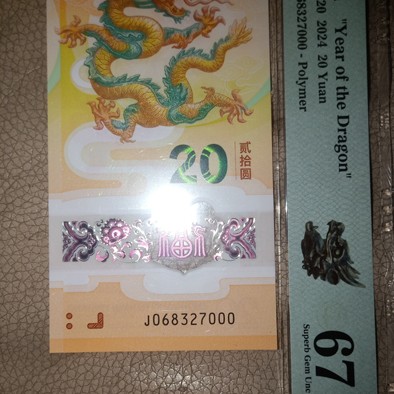 20
贰拾圆
J068327000
"Year of the Dragon"
20 2024 20 Yuan
68327000 - Polymer
67
Superb Gem Unc